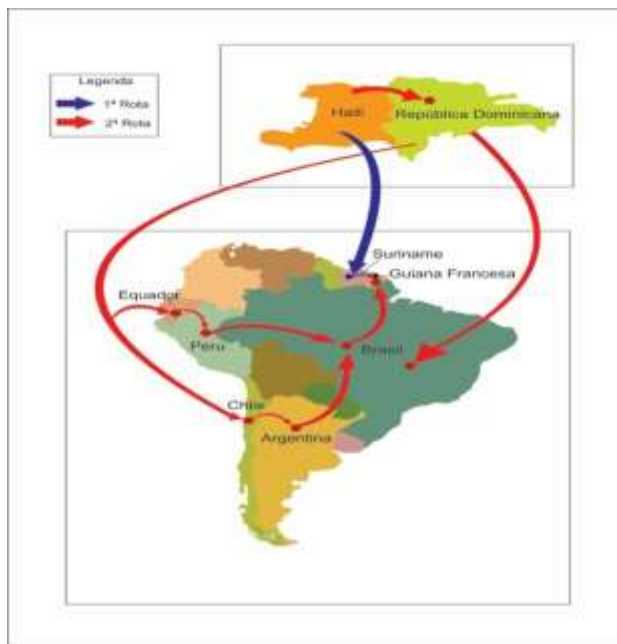 Legenda
1ª Rota
2ª Rota
Haiti
República Dominicana
Suriname
Guiana Francesa
Equador
Peru
Brasil
Chile
Argentina